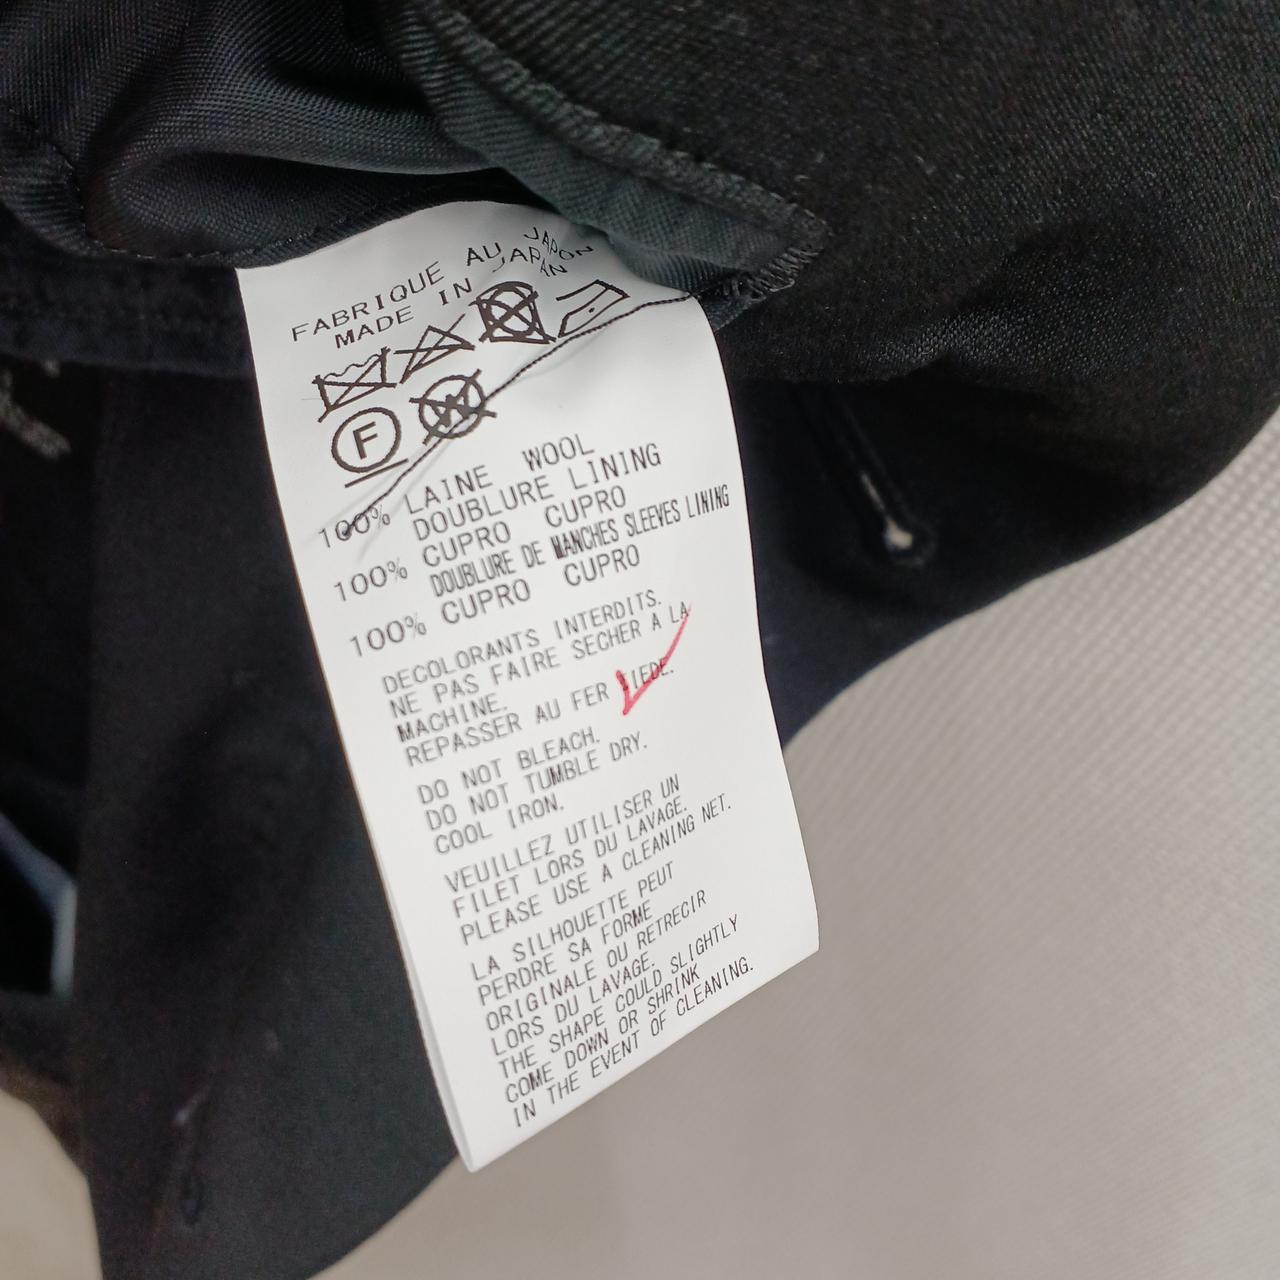 FABRIQUE AU JAPON
MADE IN JAPAN
F W
100% LAINE WOOL
DOUBLURE LINING
100% CUPRO CUPRO
DOUBLURE DE MANCHES SLEEVES LINING
100% CUPRO CUPRO
DECOLORANTS INTERDITS.
NE PAS FAIRE SECHER A LA
MACHINE.
REPASSER AU FER TIEDE.
DO NOT BLEACH.
DO NOT TUMBLE DRY.
COOL IRON.
VEUILLEZ UTILISER UN
FILET LORS DU LAVAGE.
PLEASE USE A CLEANING NET.
LA SILHOUETTE PEUT
PERDRE SA FORME
ORIGINALE OU RETRECIR
LORS DU LAVAGE.
THE SHAPE COULD SLIGHTLY
COME DOWN OR SHRINK
IN THE EVENT OF CLEANING.